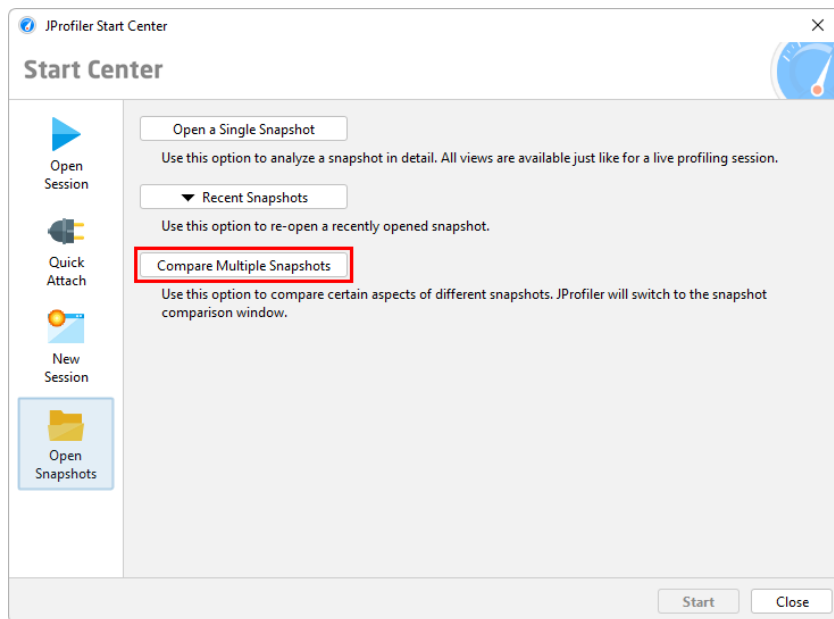 JProfiler Start Center
Start Center
Open
Session
Quick
Attach
New
Session
Open
Snapshots
Open a Single Snapshot
Use this option to analyze a snapshot in detail. All views are available just like for a live profiling session.
Recent Snapshots
Use this option to re-open a recently opened snapshot.
Compare Multiple Snapshots
Use this option to compare certain aspects of different snapshots. JProfiler will switch to the snapshot
comparison window.
Start
Close